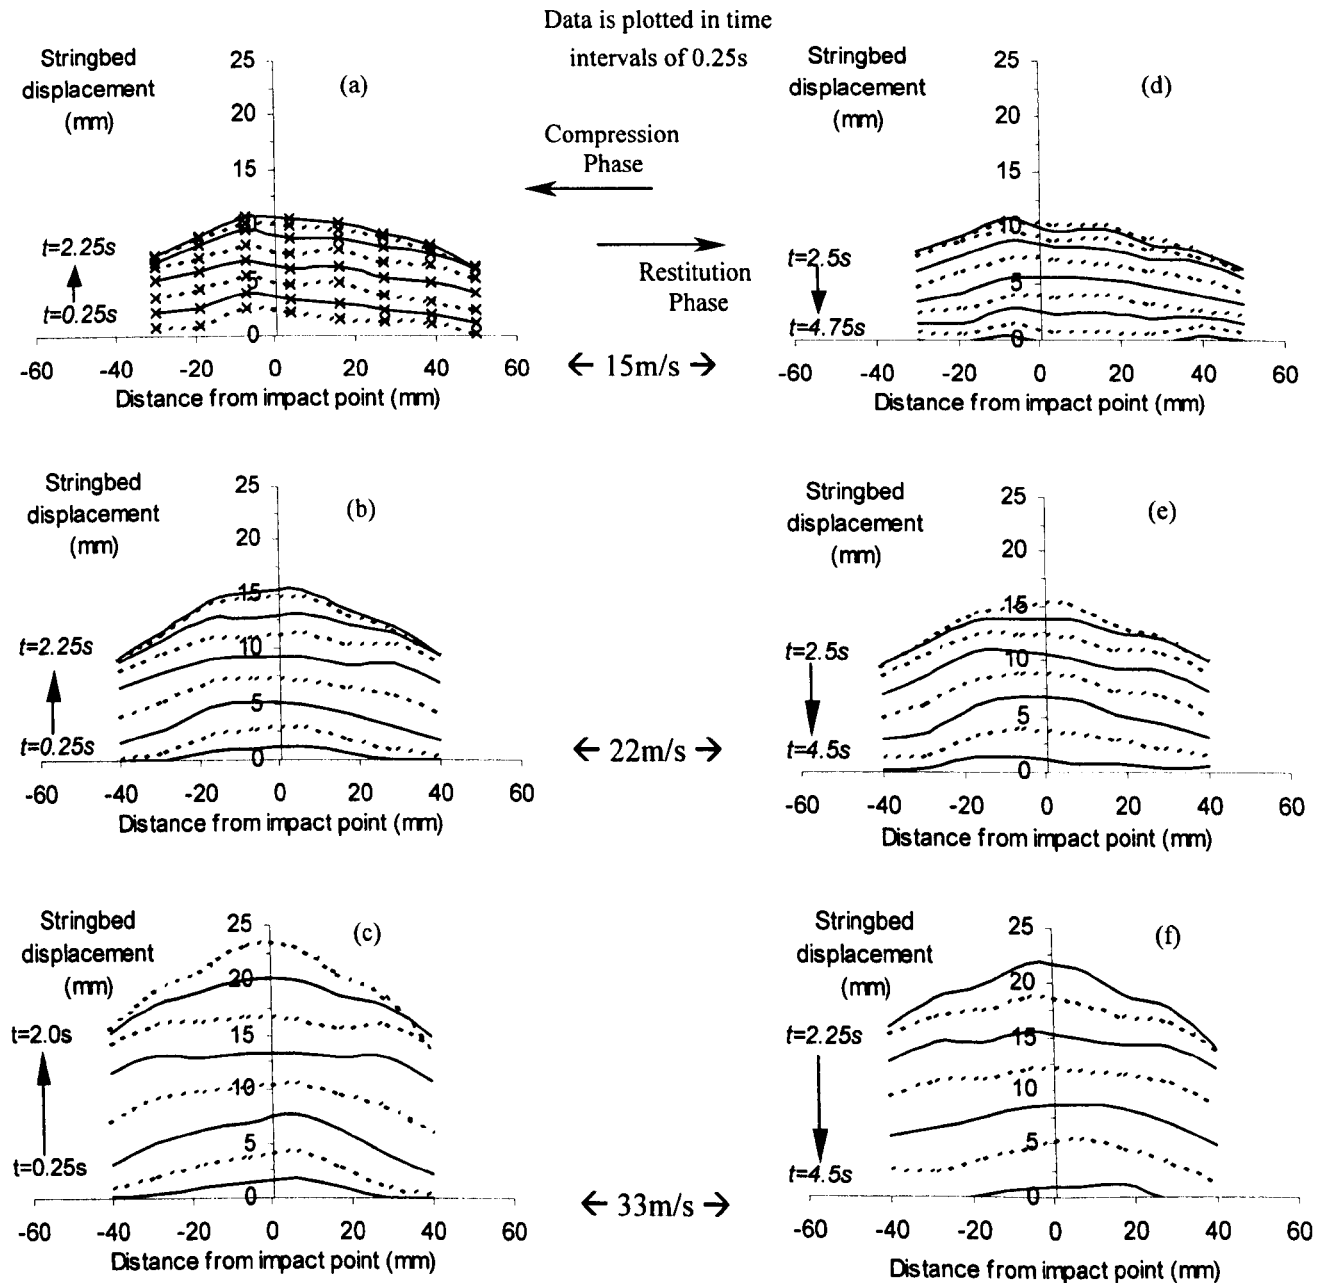 Data is plotted in time
intervals of 0.25s
Stringbed
displacement
(mm)
(a)
25
20
15
10
5
0
t=2.25s
t=0.25s
-60 -40 -20 0 20 40 60
Distance from impact point (mm)
Compression
Phase
Restitution
Phase
← 15m/s →
Stringbed
displacement
(mm)
(d)
25
20
15
10
5
0
t=2.5s
t=4.75s
-60 -40 -20 0 20 40 60
Distance from impact point (mm)
Stringbed
displacement
(mm)
(b)
25
20
15
10
5
0
t=2.25s
t=0.25s
-60 -40 -20 0 20 40 60
Distance from impact point (mm)
← 22m/s →
Stringbed
displacement
(mm)
(e)
25
20
15
10
5
0
t=2.5s
t=4.5s
-60 -40 -20 0 20 40 60
Distance from impact point (mm)
Stringbed
displacement
(mm)
(c)
25
20
15
10
5
0
t=2.0s
t=0.25s
-60 -40 -20 0 20 40 60
Distance from impact point (mm)
← 33m/s →
Stringbed
displacement
(mm)
(f)
25
20
15
10
5
0
t=2.25s
t=4.5s
-60 -40 -20 0 20 40 60
Distance from impact point (mm)